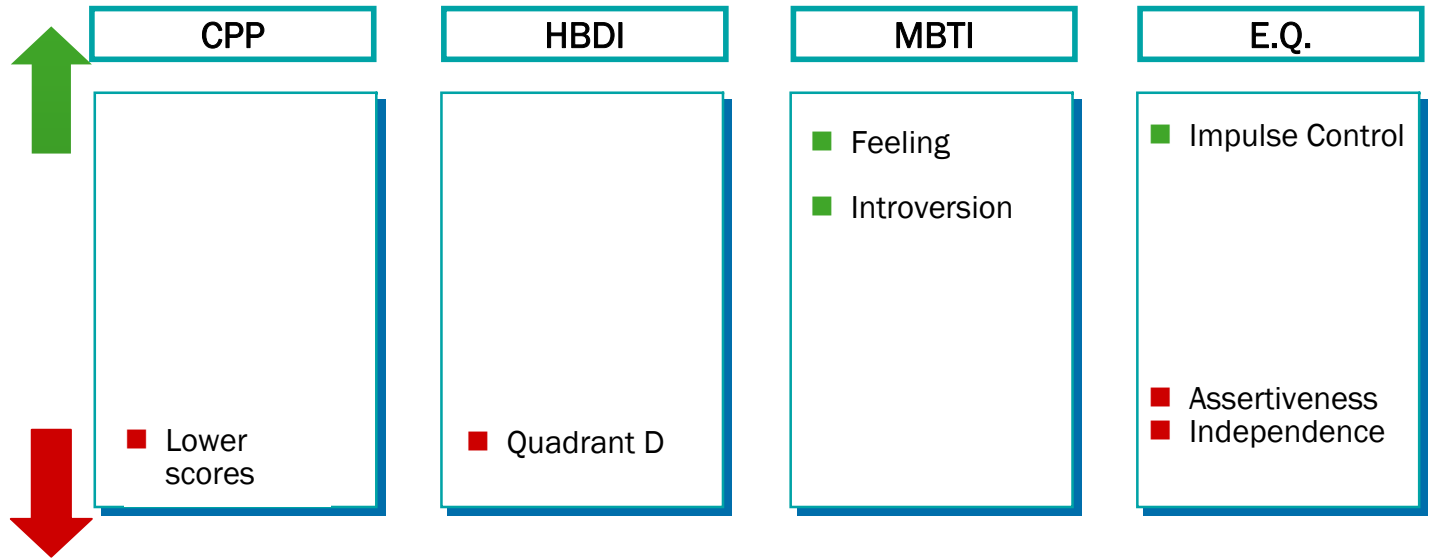 CPP
HBDI
MBTI
E.Q.
Lower
scores
Quadrant D
Feeling
Introversion
Impulse Control
Assertiveness
Independence